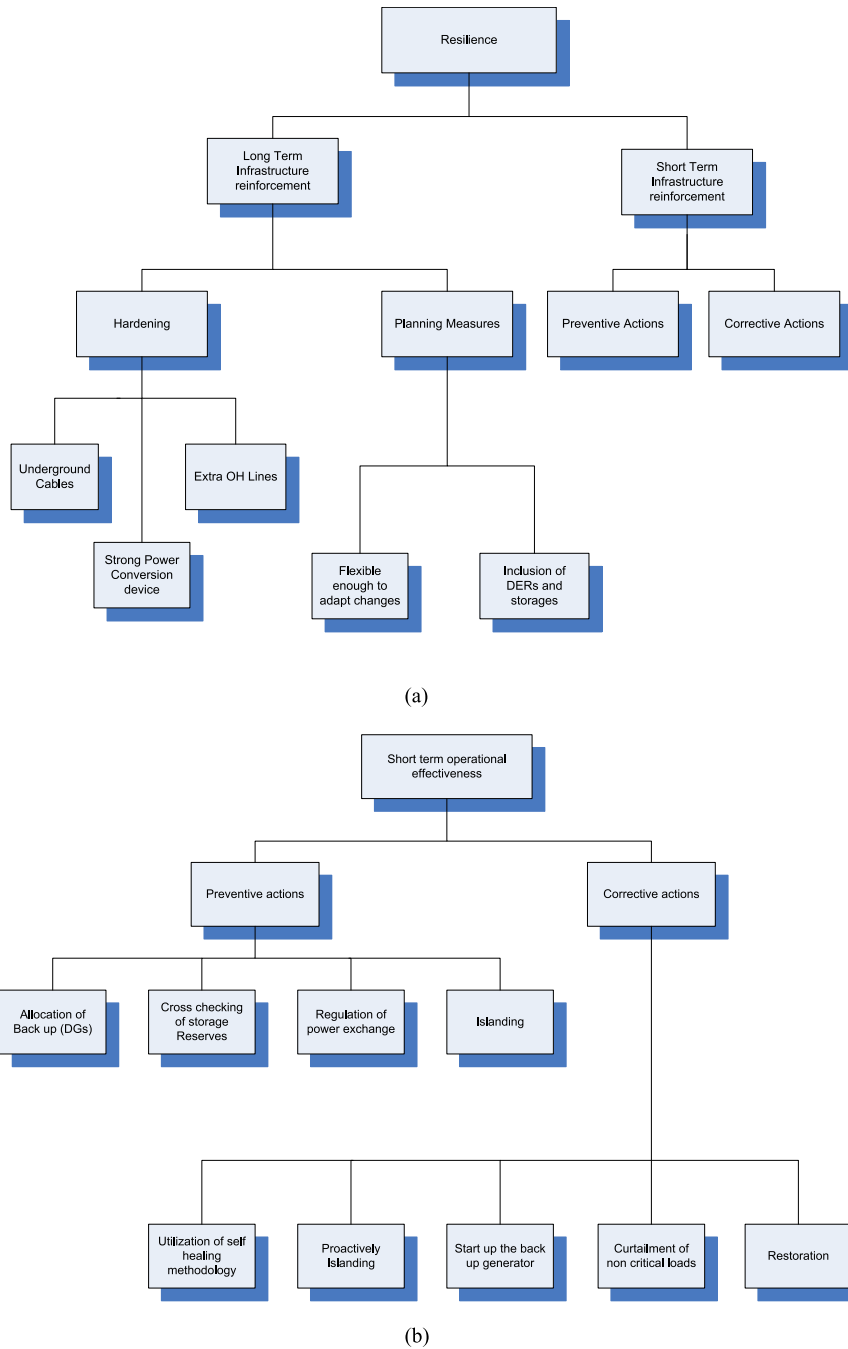 Resilience
Long Term
Infrastructure
reinforcement
Short Term
Infrastructure
reinforcement
Hardening
Planning Measures
Preventive Actions
Corrective Actions
Underground
Cables
Extra OH Lines
Strong Power
Conversion
device
Flexible
enough to
adapt changes
Inclusion of
DERs and
storages
(a)
Short term operational
effectiveness
Preventive actions
Corrective actions
Allocation of
Back up (DGs)
Cross checking
of storage
Reserves
Regulation of
power exchange
Islanding
Utilization of self
healing
methodology
Proactively
Islanding
Start up the back
up generator
Curtailment of
non critical loads
Restoration
(b)